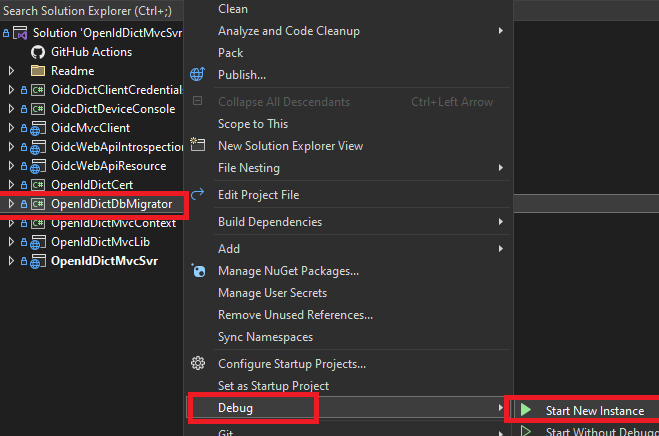 Search Solution Explorer (Ctrl+;)
Solution 'OpenIdDictMvcSvr
GitHub Actions
Readme
OidcDictClientCredentials
OidcDictDeviceConsole
OidcMvcClient
OidcWebApiIntrospection
OidcWebApiResource
OpenIdDictCert
OpenIdDictDbMigrator
OpenIdDictMvcContext
OpenIdDictMvcLib
OpenIdDictMvcSvr
Clean
Analyze and Code Cleanup
Pack
Publish...
Collapse All Descendants Ctrl+Left Arrow
Scope to This
New Solution Explorer View
File Nesting
Edit Project File
Build Dependencies
Add
Manage NuGet Packages...
Manage User Secrets
Remove Unused References...
Sync Namespaces
Configure Startup Projects...
Set as Startup Project
Debug
Git
Start New Instance
Start Without Debugg